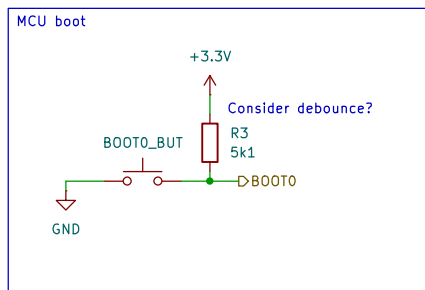 MCU boot
+3.3V
Consider debounce?
R3
5k1
BOOT0_BUT
BOOT0
GND